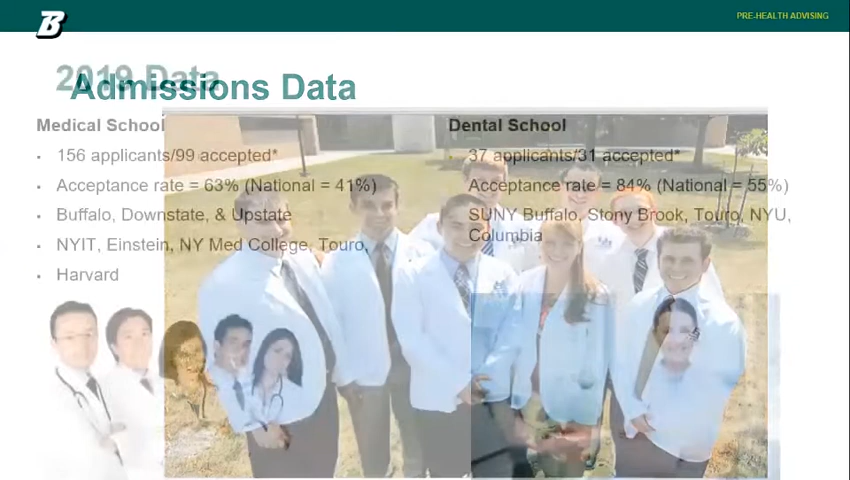 B
PRE-HEALTH ADVISING
2019 Data
Admissions Data
Medical School
• 156 applicants/99 accepted*
• Acceptance rate = 63% (National = 41%)
• Buffalo, Downstate, & Upstate
• NYIT, Einstein, NY Med College, Touro,
• Harvard
Dental School
• 37 applicants/31 accepted*
Acceptance rate = 84% (National = 55%)
SUNY Buffalo, Stony Brook, Touro, NYU,
Columbia